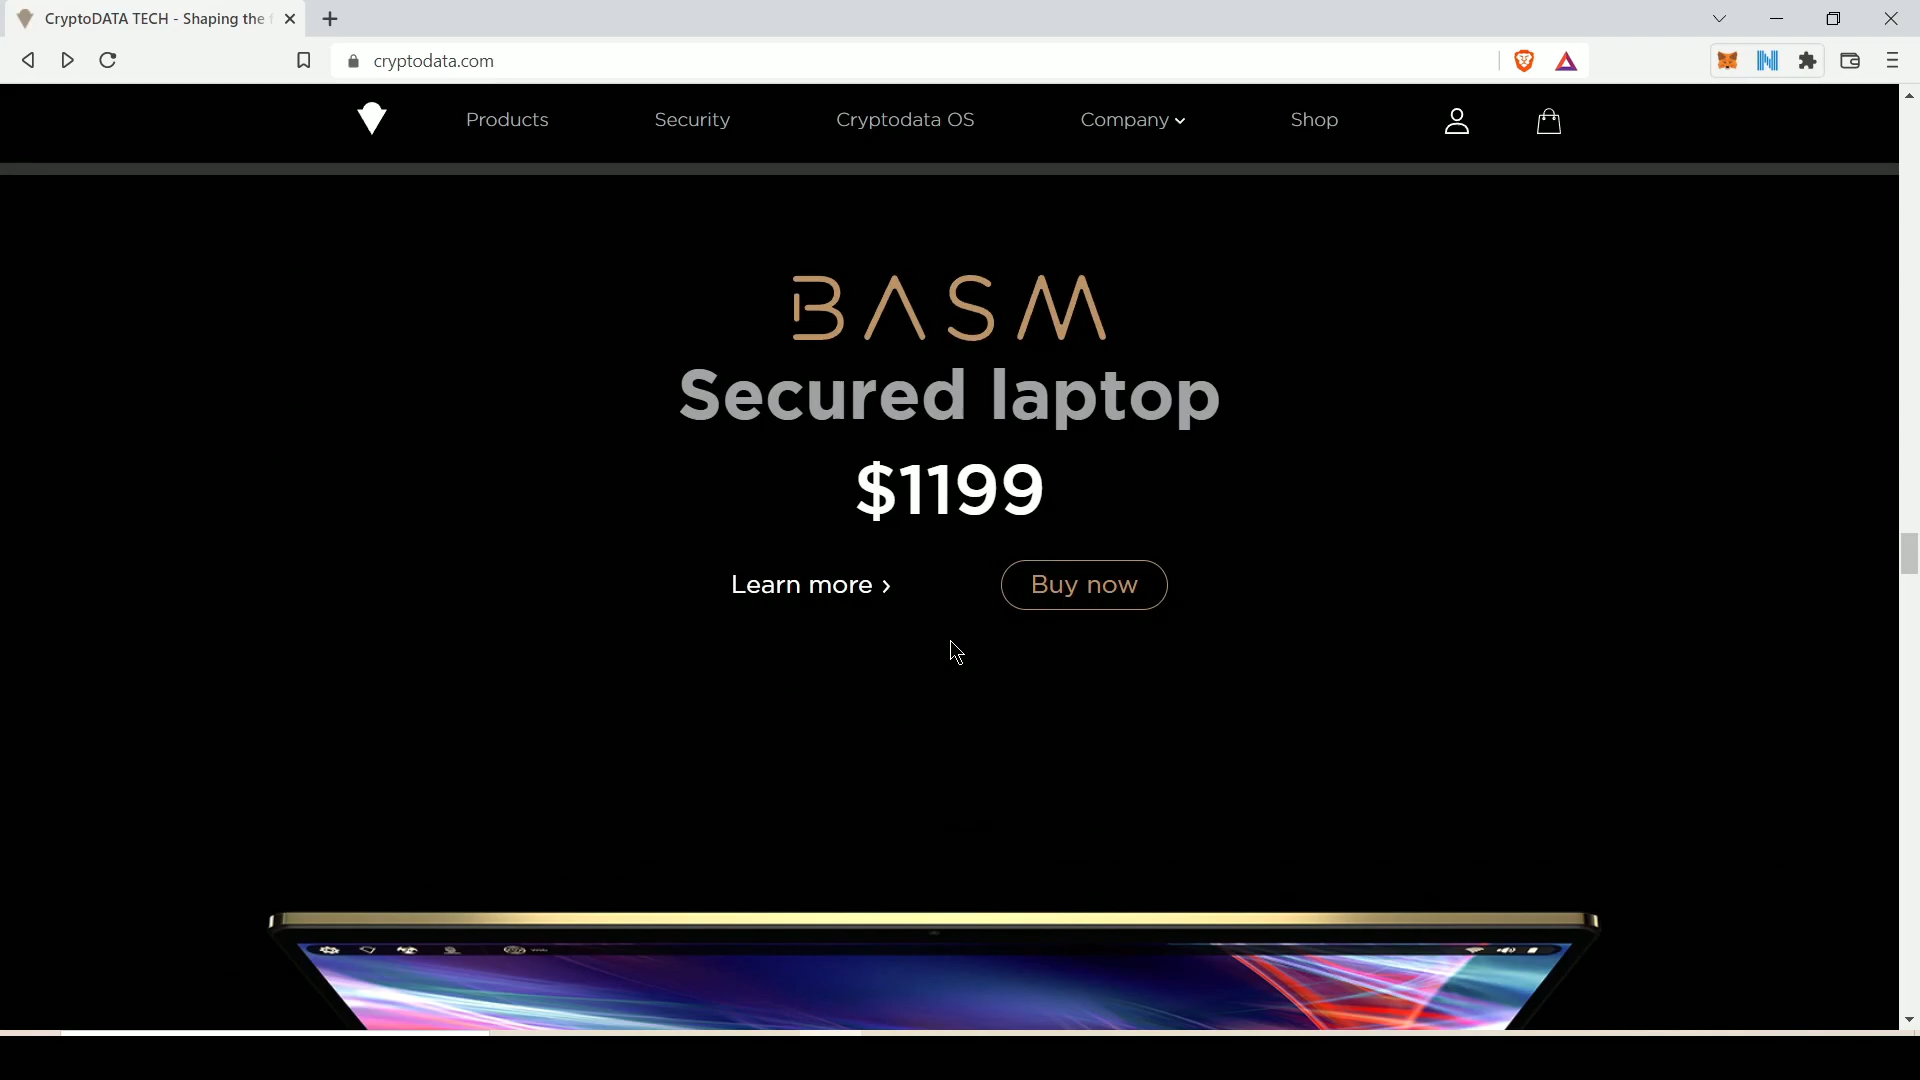 CryptoDATA TECH - Shaping the f
cryptodata.com
Products
Security
Cryptodata OS
Company
Shop
BASM
Secured laptop
$1199
Learn more ›
Buy now